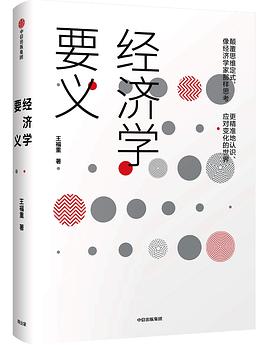 中信出版集团
颠覆思维定式，
像经济学家那样思考
更精准地认识、
应对变化的世界
经济学
要义
王福重 著
中信出版集团
经济学
要义
王福重 著